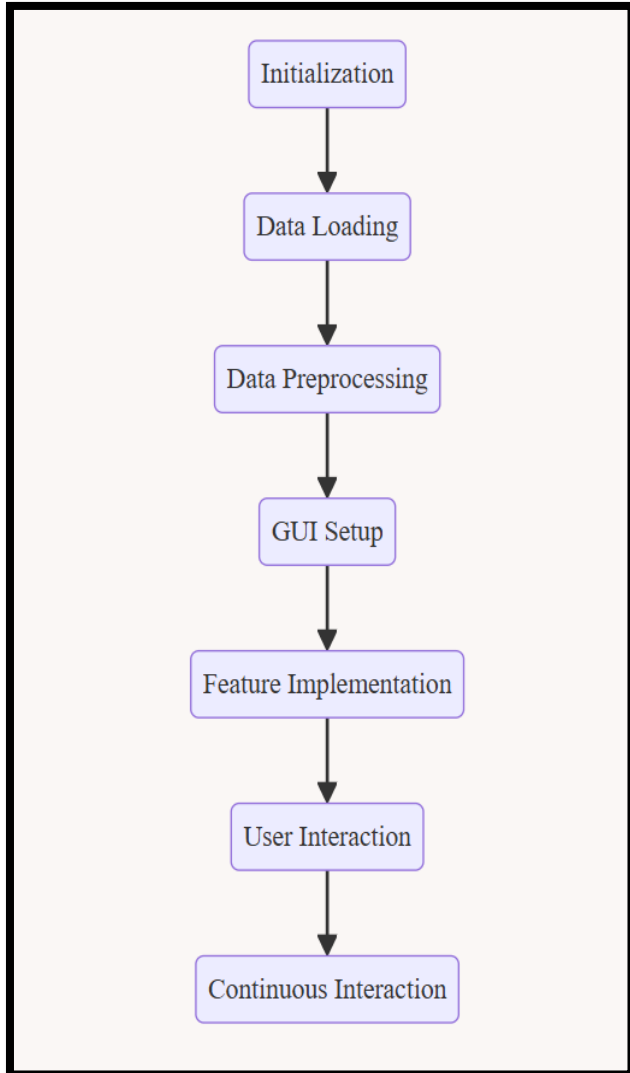 Initialization
Data Loading
Data Preprocessing
GUI Setup
Feature Implementation
User Interaction
Continuous Interaction